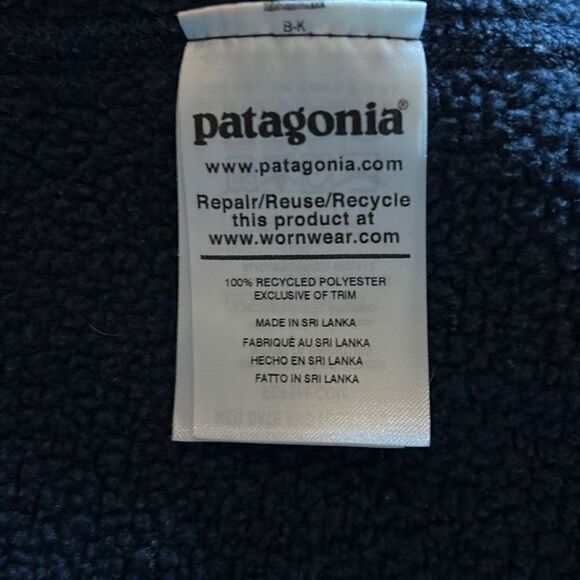 B-K
patagonia®
www.patagonia.com
Repair/Reuse/Recycle
this product at
www.wornwear.com
100% RECYCLED POLYESTER
EXCLUSIVE OF TRIM
MADE IN SRI LANKA
FABRIQUÉ AU SRI LANKA
HECHO EN SRI LANKA
FATTO IN SRI LANKA